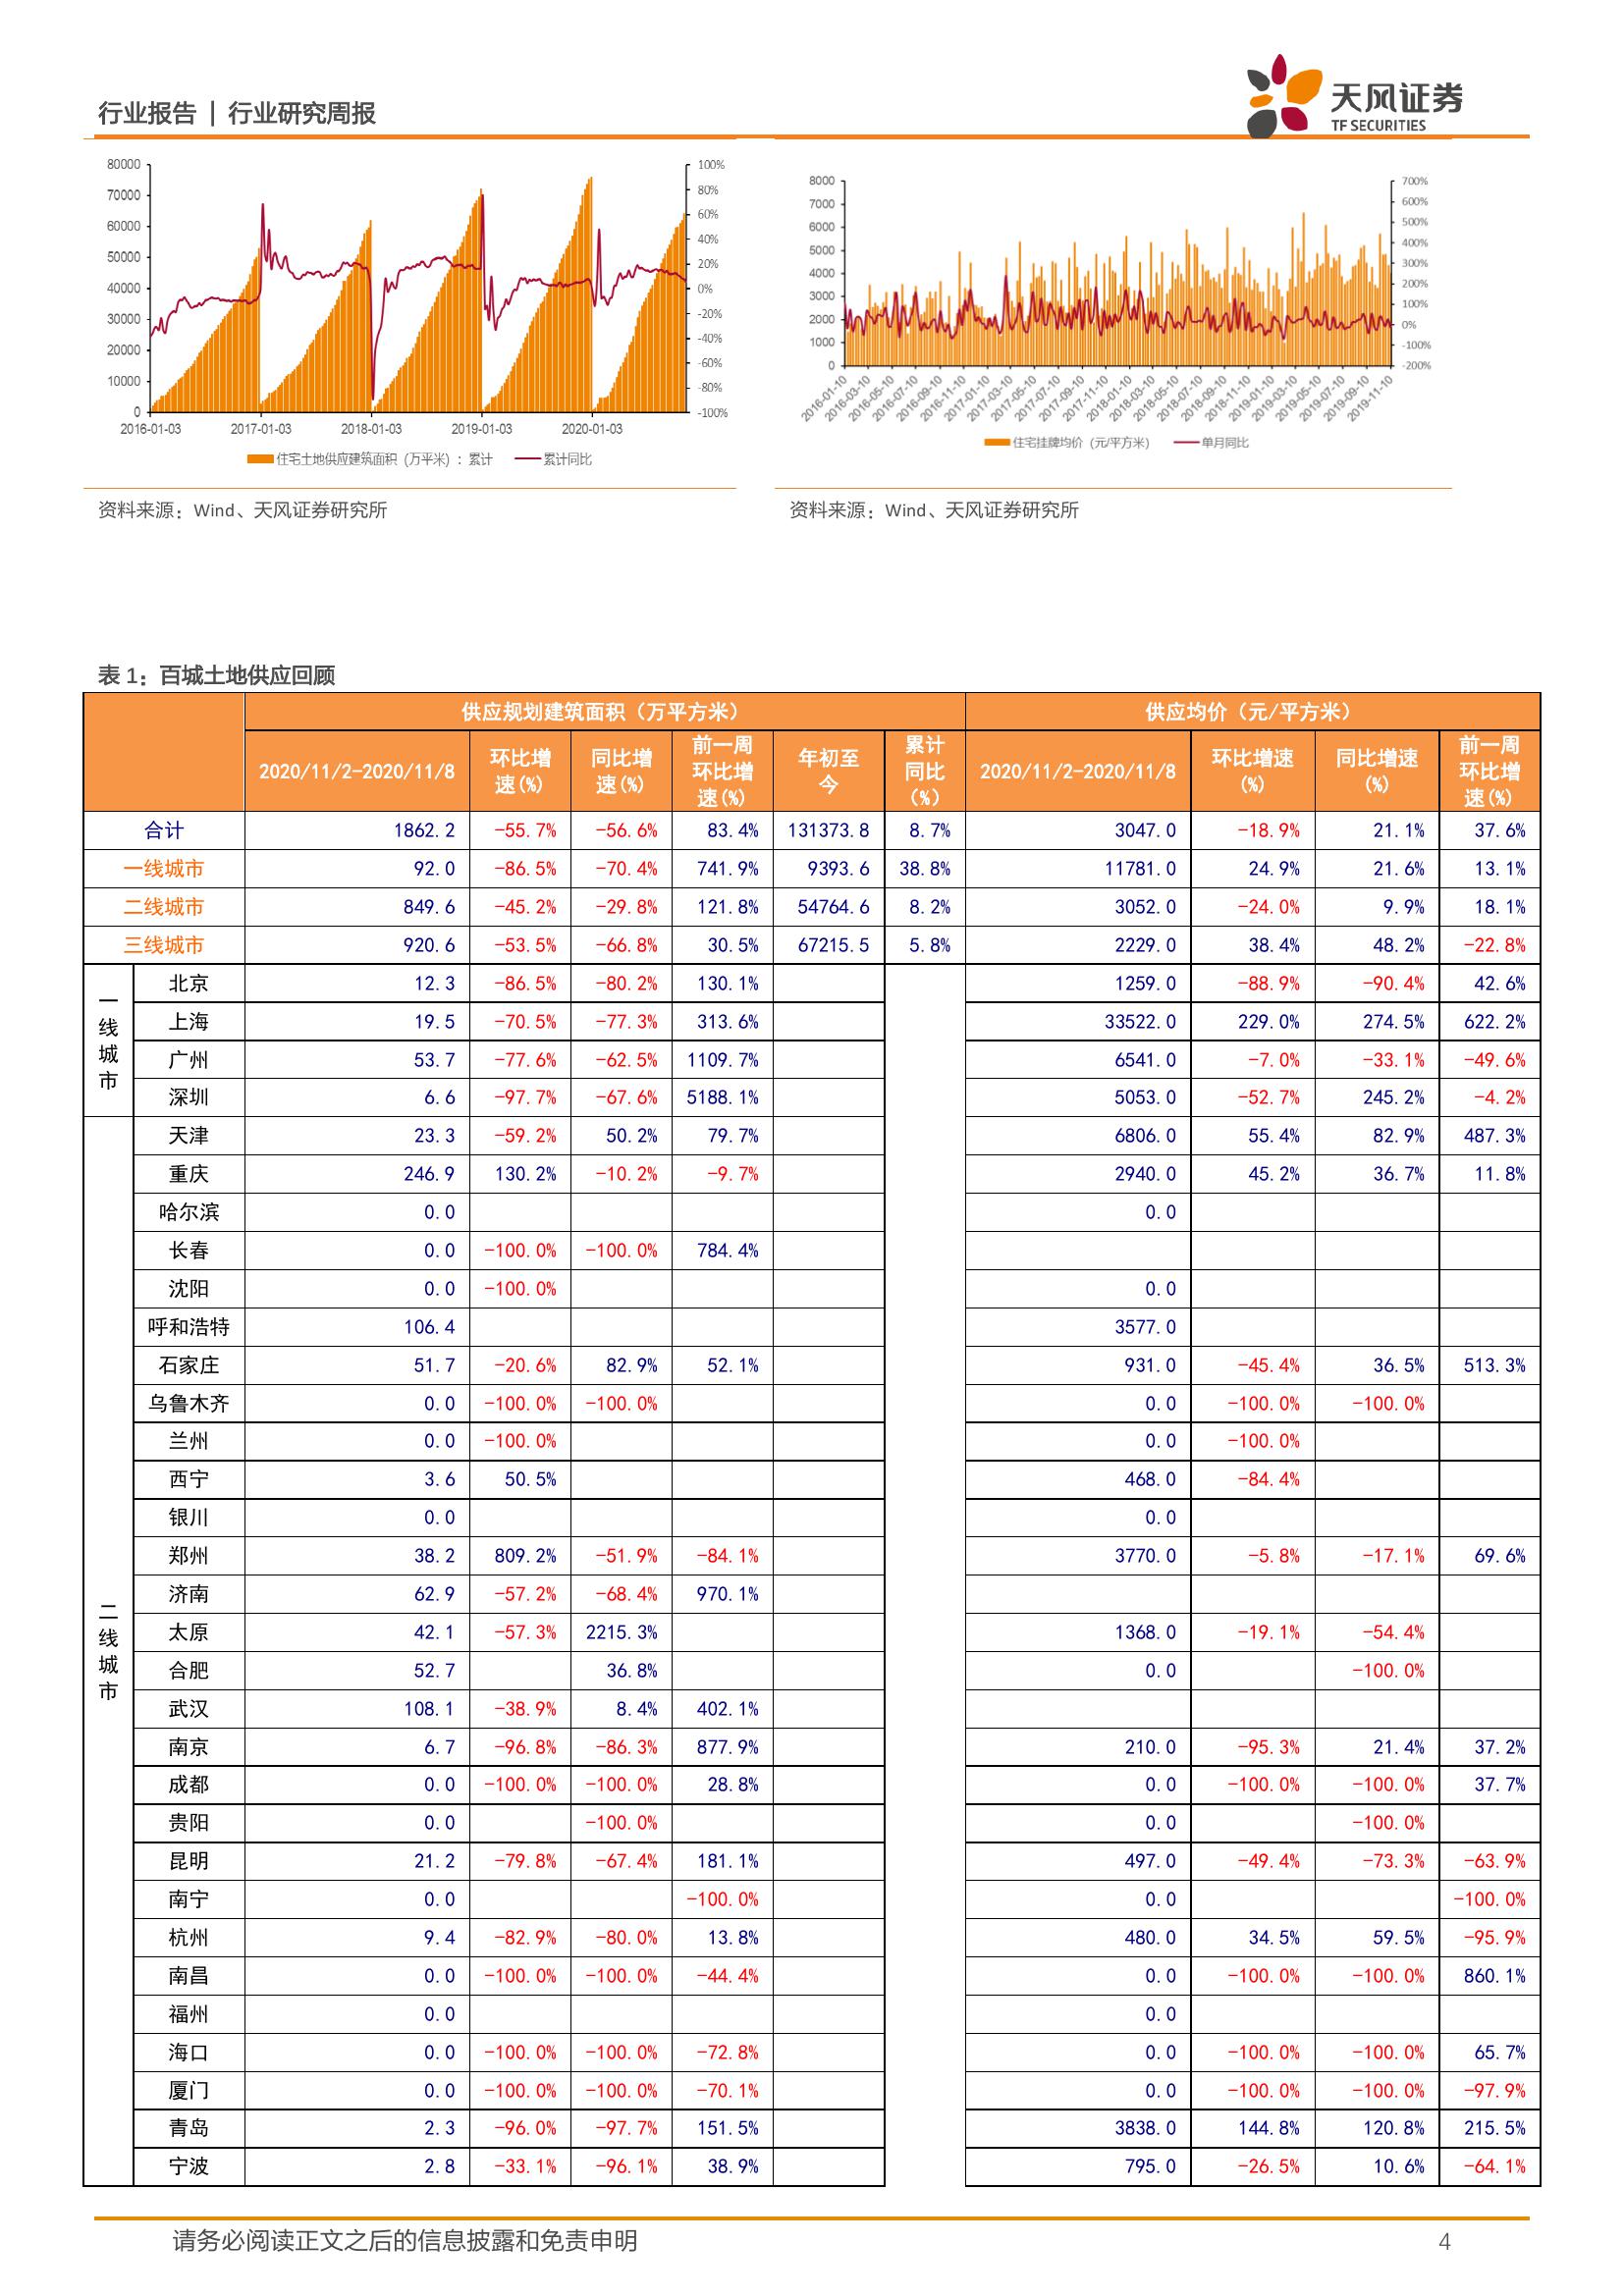 行业报告 | 行业研究周报
天风证券
TF SECURITIES
80000
70000
60000
50000
40000
30000
20000
10000
0
100%
80%
60%
40%
20%
0%
-20%
-40%
-60%
-80%
-100%
2016-01-03 2017-01-03 2018-01-03 2019-01-03 2020-01-03
住宅土地供应建筑面积（万平米）：累计 累计同比
8000
7000
6000
5000
4000
3000
2000
1000
0
700%
600%
500%
400%
300%
200%
100%
0%
-100%
-200%
2016-01-10 2016-03-10 2016-05-10 2016-07-10 2016-09-10 2016-11-10 2017-01-10 2017-03-10 2017-05-10 2017-07-10 2017-09-10 2017-11-10 2018-01-10 2018-03-10 2018-05-10 2018-07-10 2018-09-10 2018-11-10 2019-01-10 2019-03-10 2019-05-10 2019-07-10 2019-09-10 2019-11-10
住宅挂牌均价（元/平方米） 单月同比
资料来源：Wind、天风证券研究所 资料来源：Wind、天风证券研究所
表 1：百城土地供应回顾
供应规划建筑面积（万平方米） 供应均价（元/平方米）
2020/11/2-2020/11/8 环比增速(%) 同比增速(%) 前一周环比增速(%) 年初至今 累计同比(%) 2020/11/2-2020/11/8 环比增速(%) 同比增速(%) 前一周环比增速(%)
合计 1862.2 -55.7% -56.6% 83.4% 131373.8 8.7% 3047.0 -18.9% 21.1% 37.6%
一线城市 92.0 -86.5% -70.4% 741.9% 9393.6 38.8% 11781.0 24.9% 21.6% 13.1%
二线城市 849.6 -45.2% -29.8% 121.8% 54764.6 8.2% 3052.0 -24.0% 9.9% 18.1%
三线城市 920.6 -53.5% -66.8% 30.5% 67215.5 5.8% 2229.0 38.4% 48.2% -22.8%
一线城市
北京 12.3 -86.5% -80.2% 130.1% 1259.0 -88.9% -90.4% 42.6%
上海 19.5 -70.5% -77.3% 313.6% 33522.0 229.0% 274.5% 622.2%
广州 53.7 -77.6% -62.5% 1109.7% 6541.0 -7.0% -33.1% -49.6%
深圳 6.6 -97.7% -67.6% 5188.1% 5053.0 -52.7% 245.2% -4.2%
二线城市
天津 23.3 -59.2% 50.2% 79.7% 6806.0 55.4% 82.9% 487.3%
重庆 246.9 130.2% -10.2% -9.7% 2940.0 45.2% 36.7% 11.8%
哈尔滨 0.0 0.0
长春 0.0 -100.0% -100.0% 784.4%
沈阳 0.0 -100.0% 0.0
呼和浩特 106.4 3577.0
石家庄 51.7 -20.6% 82.9% 52.1% 931.0 -45.4% 36.5% 513.3%
乌鲁木齐 0.0 -100.0% -100.0% 0.0 -100.0% -100.0%
兰州 0.0 -100.0% 0.0 -100.0%
西宁 3.6 50.5% 468.0 -84.4%
银川 0.0 0.0
郑州 38.2 809.2% -51.9% -84.1% 3770.0 -5.8% -17.1% 69.6%
济南 62.9 -57.2% -68.4% 970.1%
太原 42.1 -57.3% 2215.3% 1368.0 -19.1% -54.4%
合肥 52.7 36.8% 0.0 -100.0%
武汉 108.1 -38.9% 8.4% 402.1%
南京 6.7 -96.8% -86.3% 877.9% 210.0 -95.3% 21.4% 37.2%
成都 0.0 -100.0% -100.0% 28.8% 0.0 -100.0% -100.0% 37.7%
贵阳 0.0 -100.0% 0.0 -100.0%
昆明 21.2 -79.8% -67.4% 181.1% 497.0 -49.4% -73.3% -63.9%
南宁 0.0 -100.0% 0.0 -100.0%
杭州 9.4 -82.9% -80.0% 13.8% 480.0 34.5% 59.5% -95.9%
南昌 0.0 -100.0% -100.0% -44.4% 0.0 -100.0% -100.0% 860.1%
福州 0.0 0.0
海口 0.0 -100.0% -100.0% -72.8% 0.0 -100.0% -100.0% 65.7%
厦门 0.0 -100.0% -100.0% -70.1% 0.0 -100.0% -100.0% -97.9%
青岛 2.3 -96.0% -97.7% 151.5% 3838.0 144.8% 120.8% 215.5%
宁波 2.8 -33.1% -96.1% 38.9% 795.0 -26.5% 10.6% -64.1%
请务必阅读正文之后的信息披露和免责申明 4